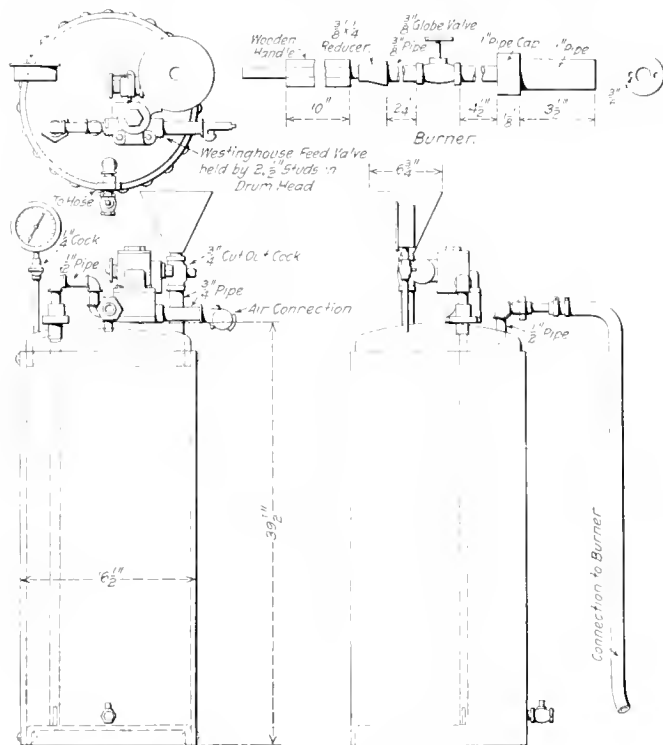 Wooden Handle
3/8" x 1/4" Reducer
3/8" Pipe
3/8" Globe Valve
1" Pipe Cap
1" Pipe
10"
2 1/4"
4 1/2"
1/8"
3 1/2"
Burner.
Westinghouse Feed Valve
held by 2, 1/2" Studs in
Drum Head
To Hose
6 3/4"
1/4" Cock
1/2" Pipe
3/4" Cut Out Cock
3/4" Pipe
Air Connection
1/2" Pipe
39 1/2"
16 1/2"
Connection to Burner